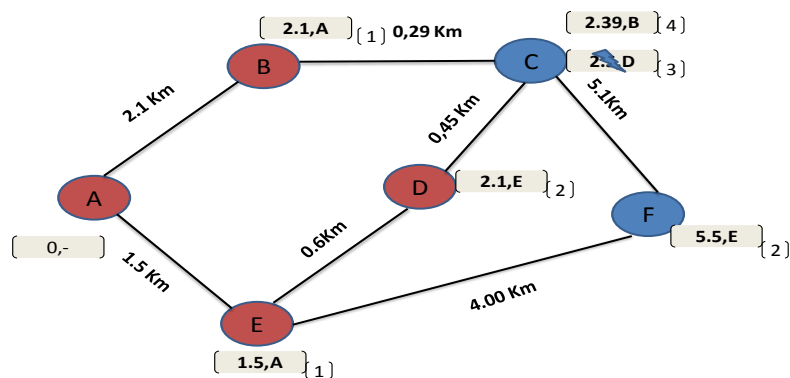 2.39,B (4)
2.1,A (1) 0,29 Km
C
,D (3)
B
5.1Km
2.1 Km
0,45 Km
D
2.1,E (2)
A
F
0,-
0.6Km
5.5,E (2)
1.5 Km
4.00 Km
E
1.5,A (1)